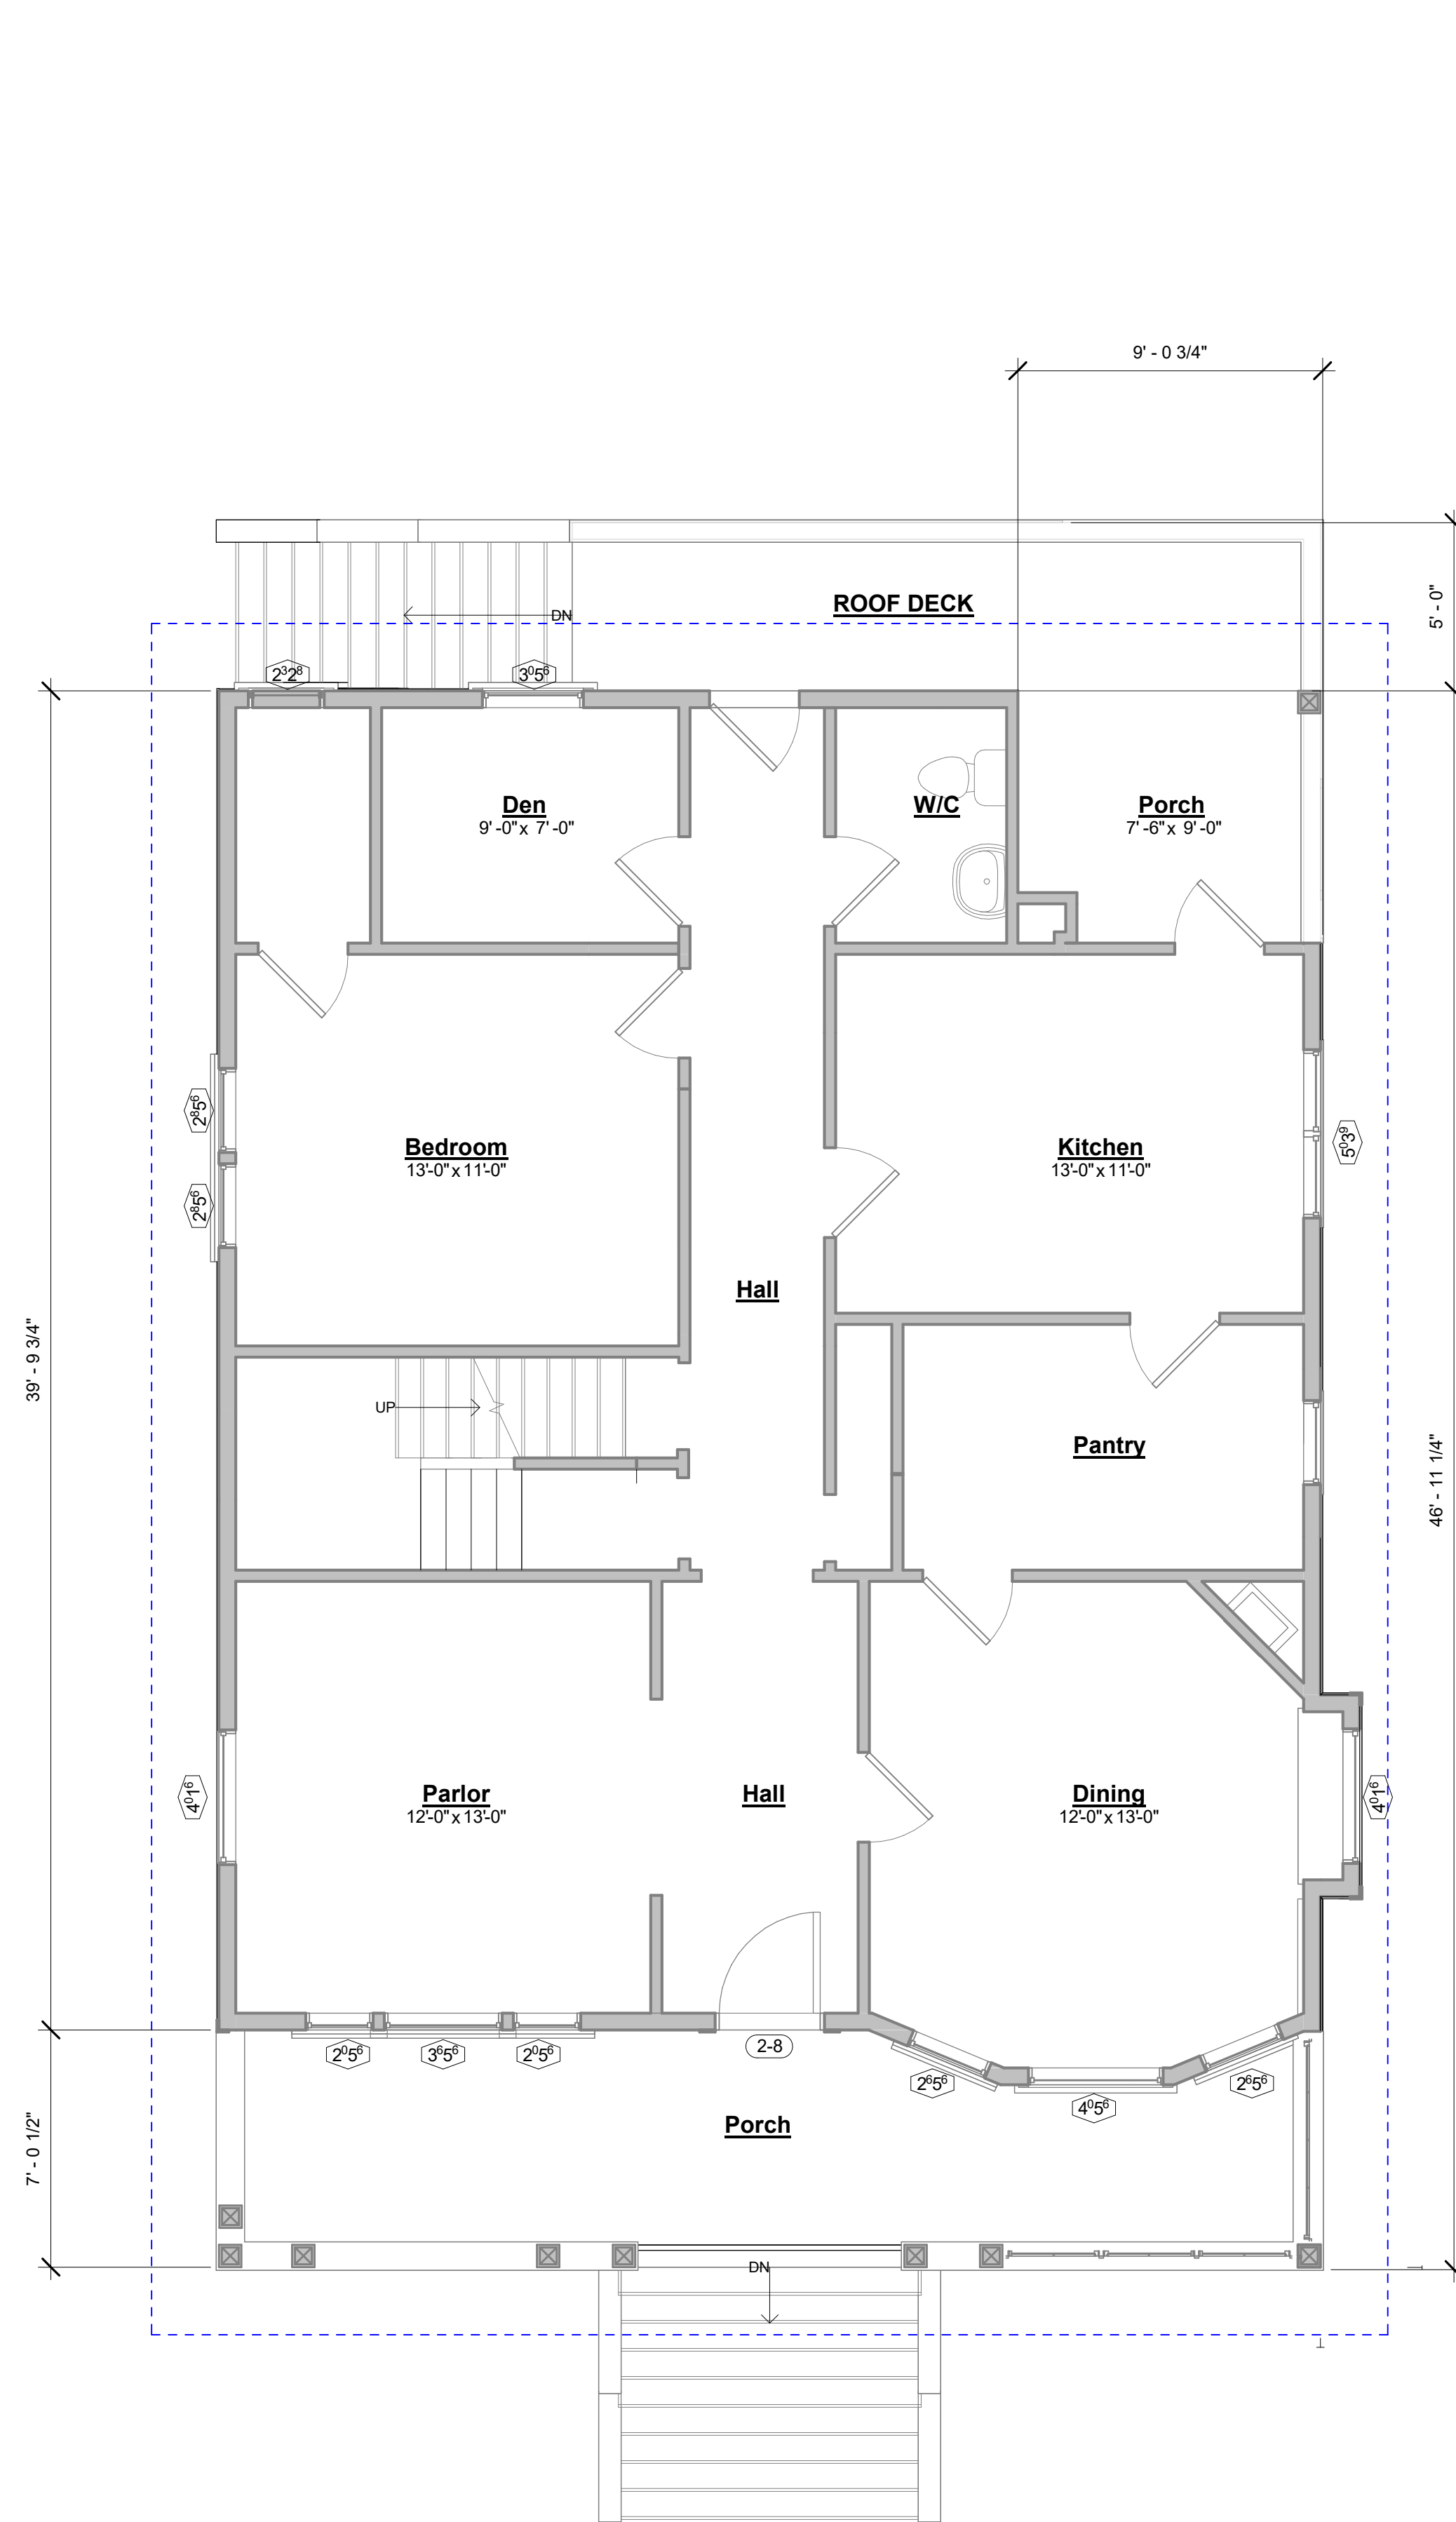 9' - 0 3/4"
5' - 0"
ROOF DECK
DN
2³2⁸
3⁰5⁶
Den
9' -0" x 7' -0"
W/C
Porch
7' -6" x 9' -0"
2⁸5⁶
2⁸5⁶
Bedroom
13'-0" x 11'-0"
Kitchen
13'-0" x 11'-0"
5⁰3⁹
Hall
39' - 9 3/4"
UP
Pantry
46' - 11 1/4"
4⁰1⁶
Parlor
12'-0" x 13'-0"
Hall
Dining
12'-0" x 13'-0"
4⁰1⁶
2⁰5⁶
3⁶5⁶
2⁰5⁶
2-8
2⁶5⁶
4⁰5⁶
2⁶5⁶
7' - 0 1/2"
Porch
DN